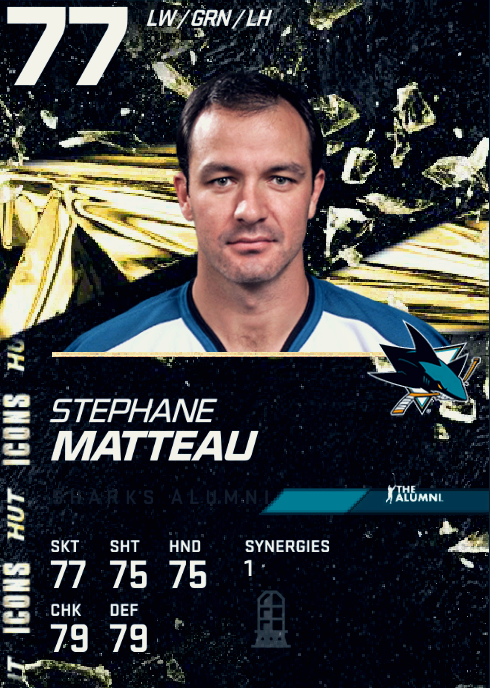 77
LW / GRN / LH
STEPHANE
MATTEAU
SHARKS ALUMNI
THE
ALUMNI.
SKT SHT HND SYNERGIES
77 75 75 1
CHK DEF
79 79
HUT ICONS HUT ICONS